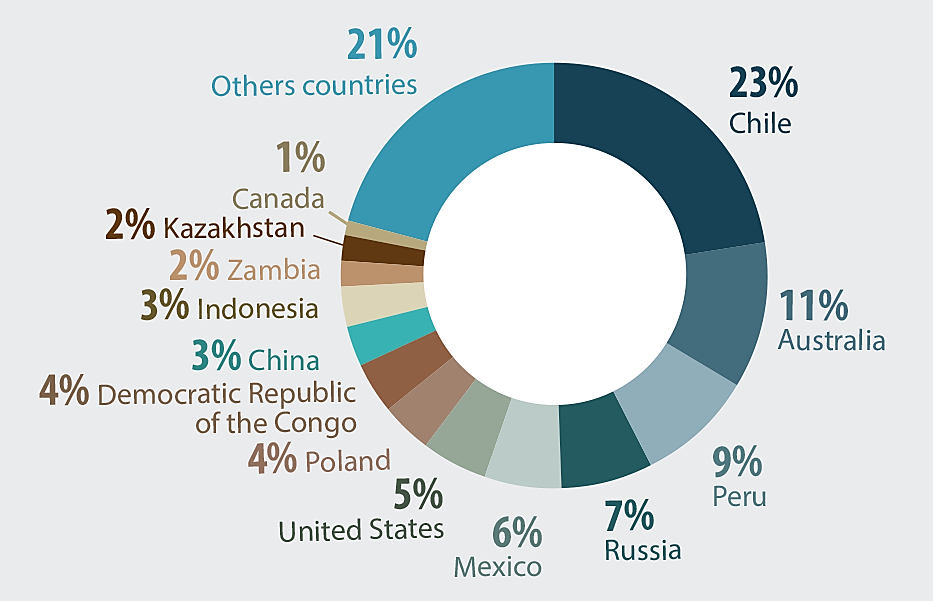 23%
Chile
11%
Australia
9%
Peru
7%
Russia
6%
Mexico
5%
United States
4% Poland
4% Democratic Republic
of the Congo
3% China
3% Indonesia
2% Zambia
2% Kazakhstan
1%
Canada
21%
Others countries